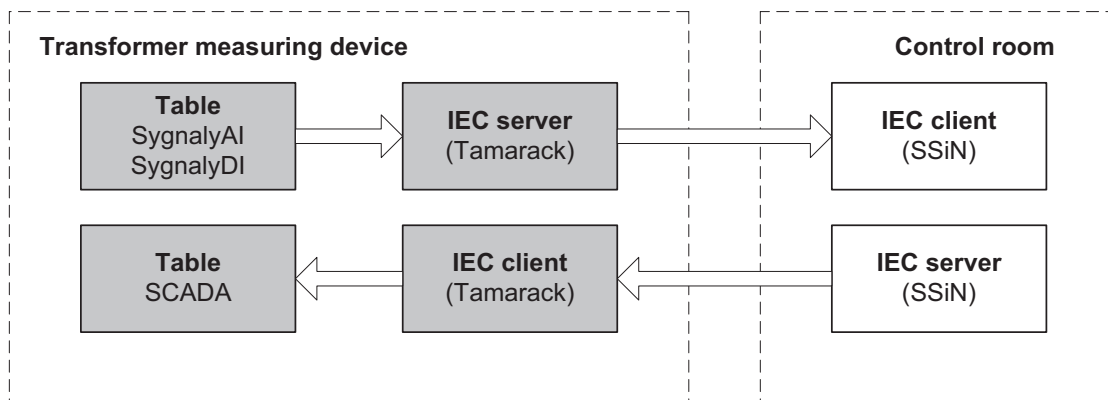 Transformer measuring device
Control room
Table
SygnalyAI
SygnalyDI
IEC server
(Tamarack)
IEC client
(SSiN)
Table
SCADA
IEC client
(Tamarack)
IEC server
(SSiN)